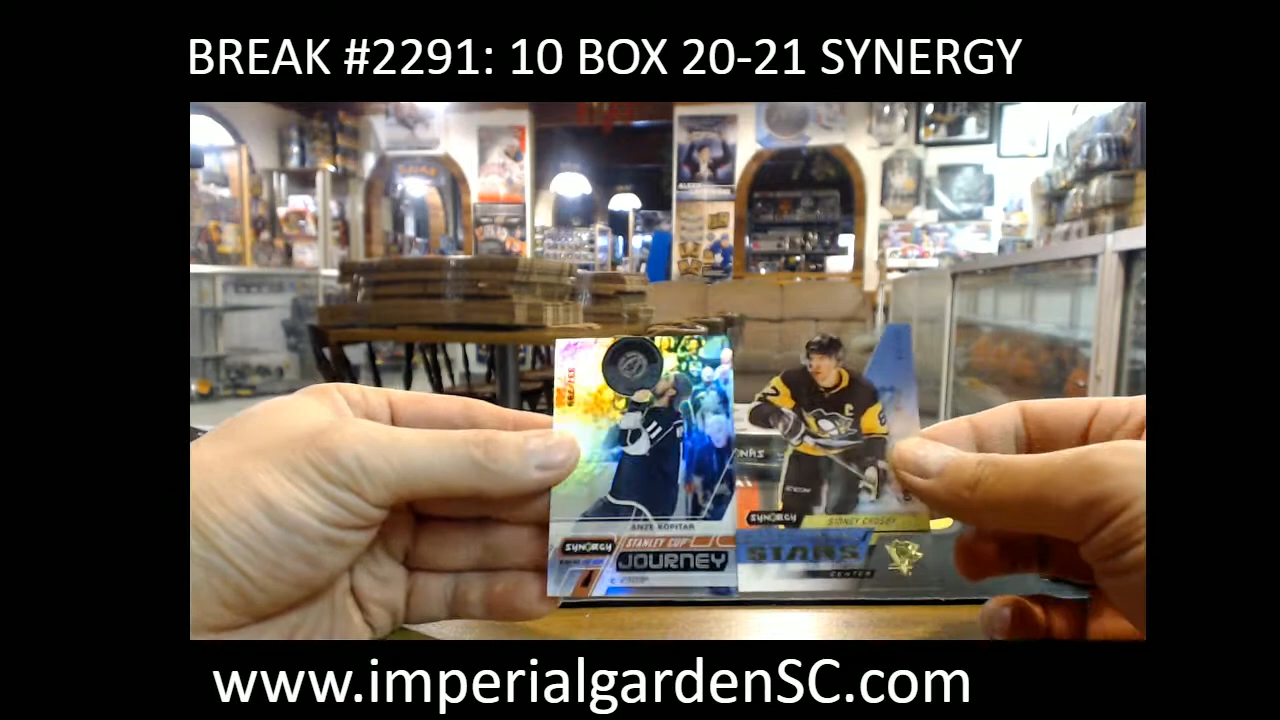 BREAK #2291: 10 BOX 20-21 SYNERGY
ANZE KOPITAR
SYNERGY
STANLEY CUP
JOURNEY
SYNERGY
SIDNEY CROSBY
STARS
CENTER
www.imperialgardenSC.com